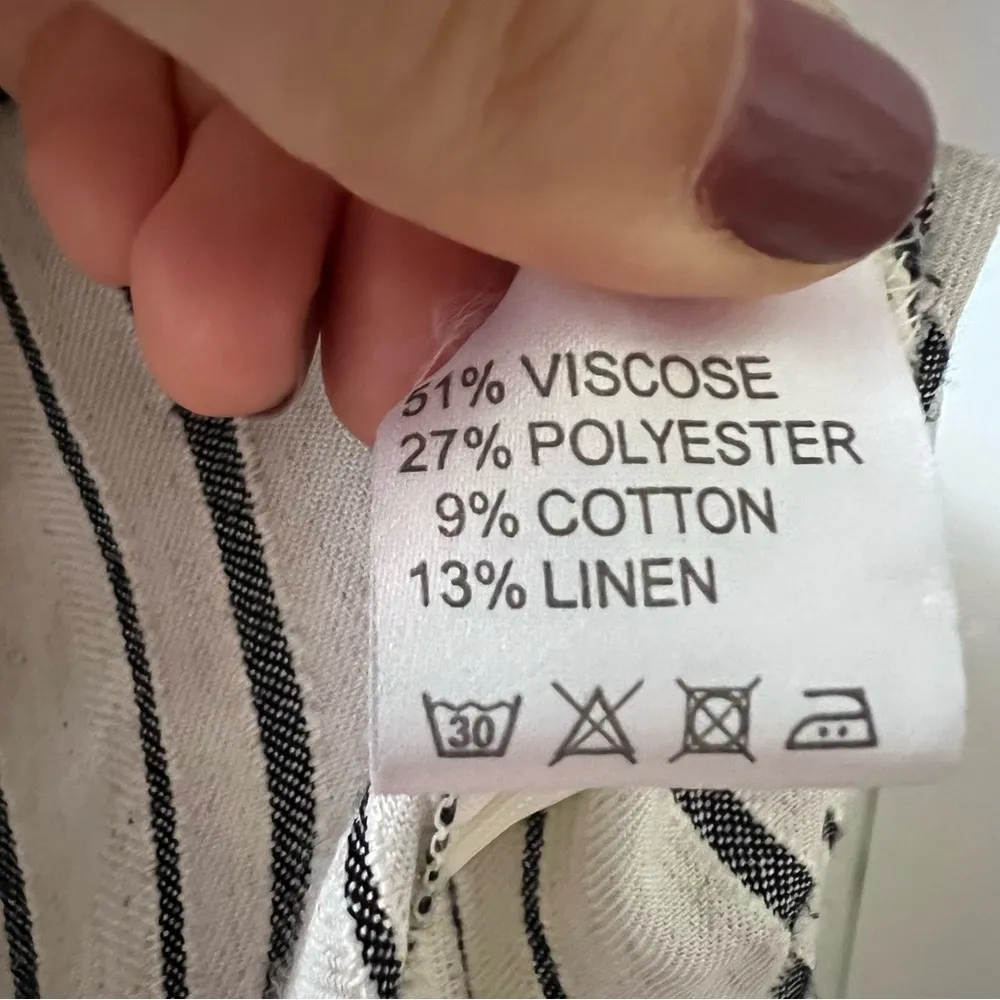 51% VISCOSE
27% POLYESTER
9% COTTON
13% LINEN
30